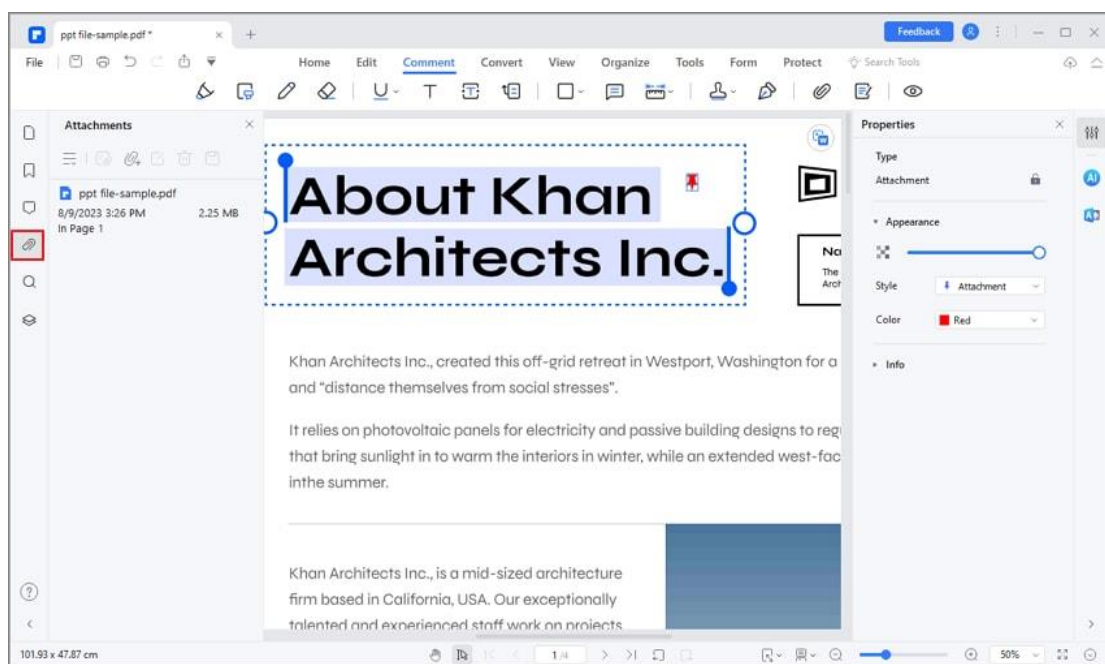 ppt file-sample.pdf *
Feedback
File
Home Edit Comment Convert View Organize Tools Form Protect Search Tools
Attachments
ppt file-sample.pdf
8/9/2023 3:26 PM 2.25 MB
In Page 1
About Khan
Architects Inc.
Na
The
Arch
Khan Architects Inc., created this off-grid retreat in Westport, Washington for a
and “distance themselves from social stresses”.
It relies on photovoltaic panels for electricity and passive building designs to regu
that bring sunlight in to warm the interiors in winter, while an extended west-fac
inthe summer.
Khan Architects Inc., is a mid-sized architecture
firm based in California, USA. Our exceptionally
talented and experienced staff work on projects
Properties
Type
Attachment
Appearance
Style Attachment
Color Red
Info
AI
101.93 x 47.87 cm
1/4
50%